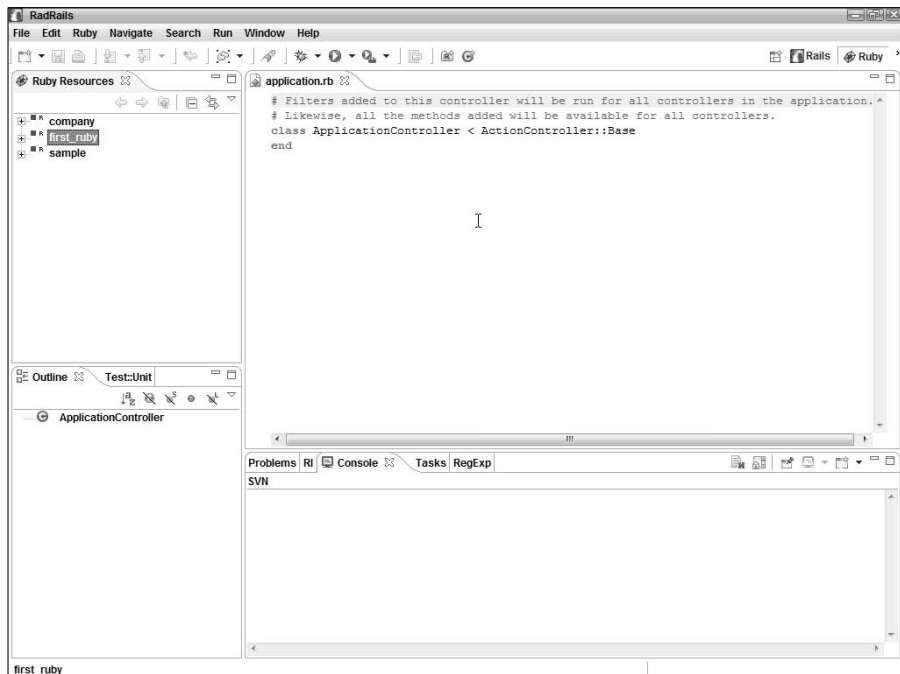 RadRails
File Edit Ruby Navigate Search Run Window Help
Rails Ruby
Ruby Resources
application.rb
company
first_ruby
sample
# Filters added to this controller will be run for all controllers in the application.
# Likewise, all the methods added will be available for all controllers.
class ApplicationController < ActionController::Base
end
Outline Test::Unit
ApplicationController
Problems RI Console Tasks RegExp
SVN
first_ruby